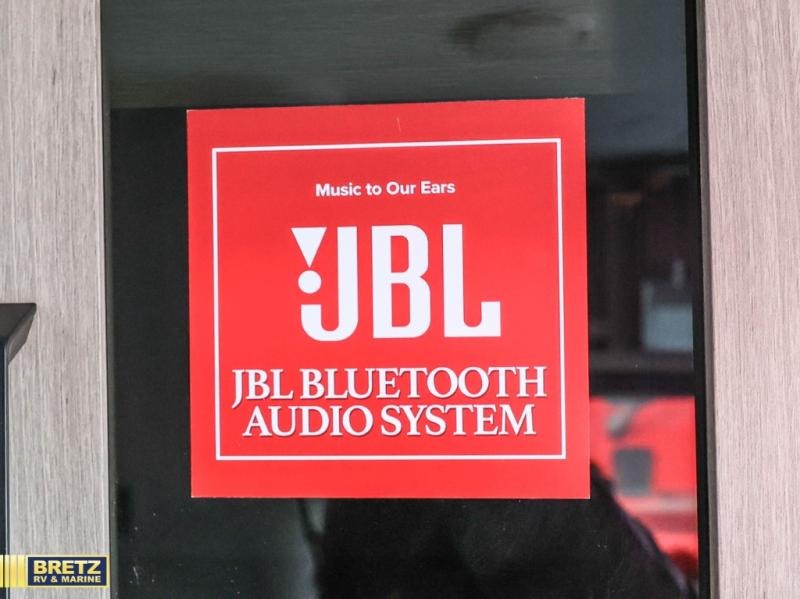 Music to Our Ears
JBL
JBL BLUETOOTH
AUDIO SYSTEM
BRETZ
RV & MARINE